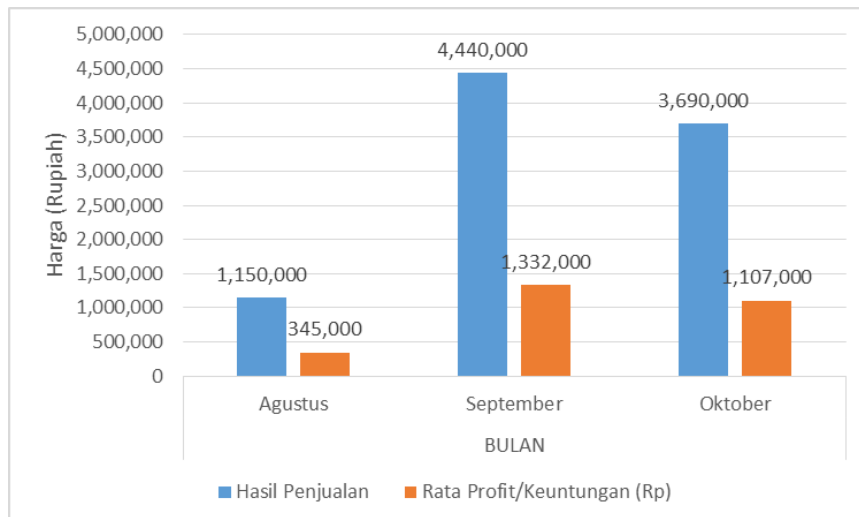 5,000,000
4,500,000
4,000,000
3,500,000
3,000,000
2,500,000
2,000,000
1,500,000
1,000,000
500,000
0
Harga (Rupiah)
1,150,000
345,000
4,440,000
1,332,000
3,690,000
1,107,000
Agustus
September
Oktober
BULAN
Hasil Penjualan
Rata Profit/Keuntungan (Rp)